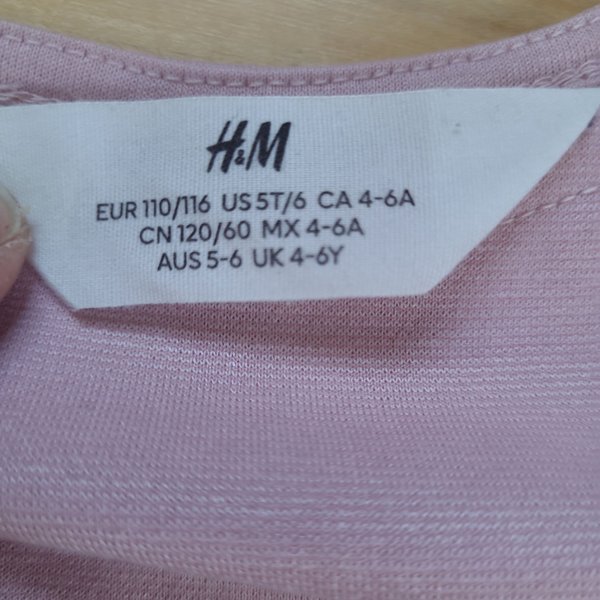 H&M
EUR 110/116 US 5T/6 CA 4-6A
CN 120/60 MX 4-6A
AUS 5-6 UK 4-6Y